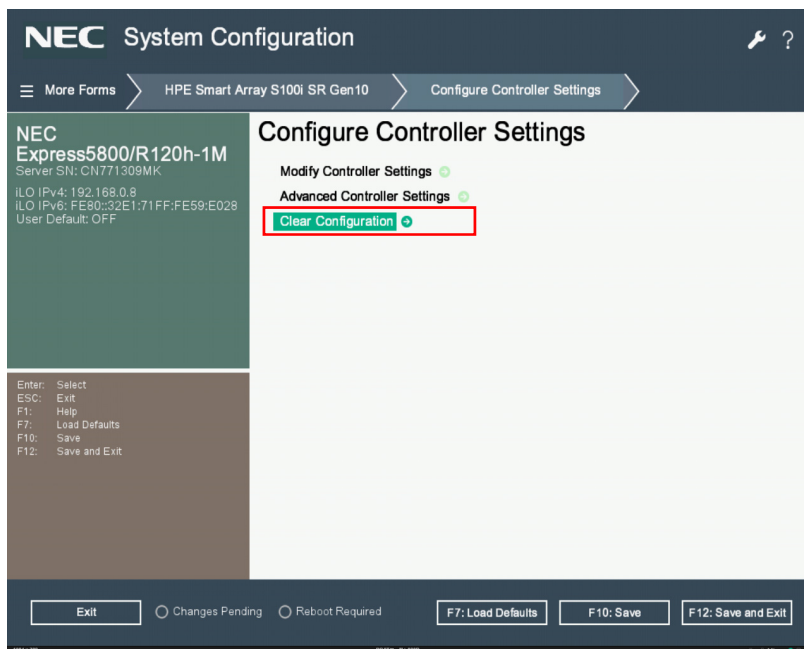 NEC System Configuration
?
More Forms
HPE Smart Array S100i SR Gen10
Configure Controller Settings
NEC
Express5800/R120h-1M
Server SN: CN771309MK
iLO IPv4: 192.168.0.8
iLO IPv6: FE80::32E1:71FF:FE59:E028
User Default: OFF
Configure Controller Settings
Modify Controller Settings
Advanced Controller Settings
Clear Configuration
Enter: Select
ESC: Exit
F1: Help
F7: Load Defaults
F10: Save
F12: Save and Exit
Exit
Changes Pending
Reboot Required
F7: Load Defaults
F10: Save
F12: Save and Exit